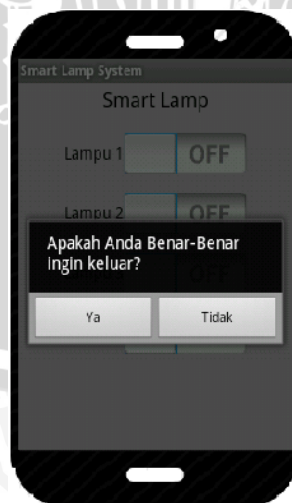 Smart Lamp System
Smart Lamp
Lampu 1 OFF
Lampu 2 OFF
Apakah Anda Benar-Benar
ingin keluar?
Ya Tidak